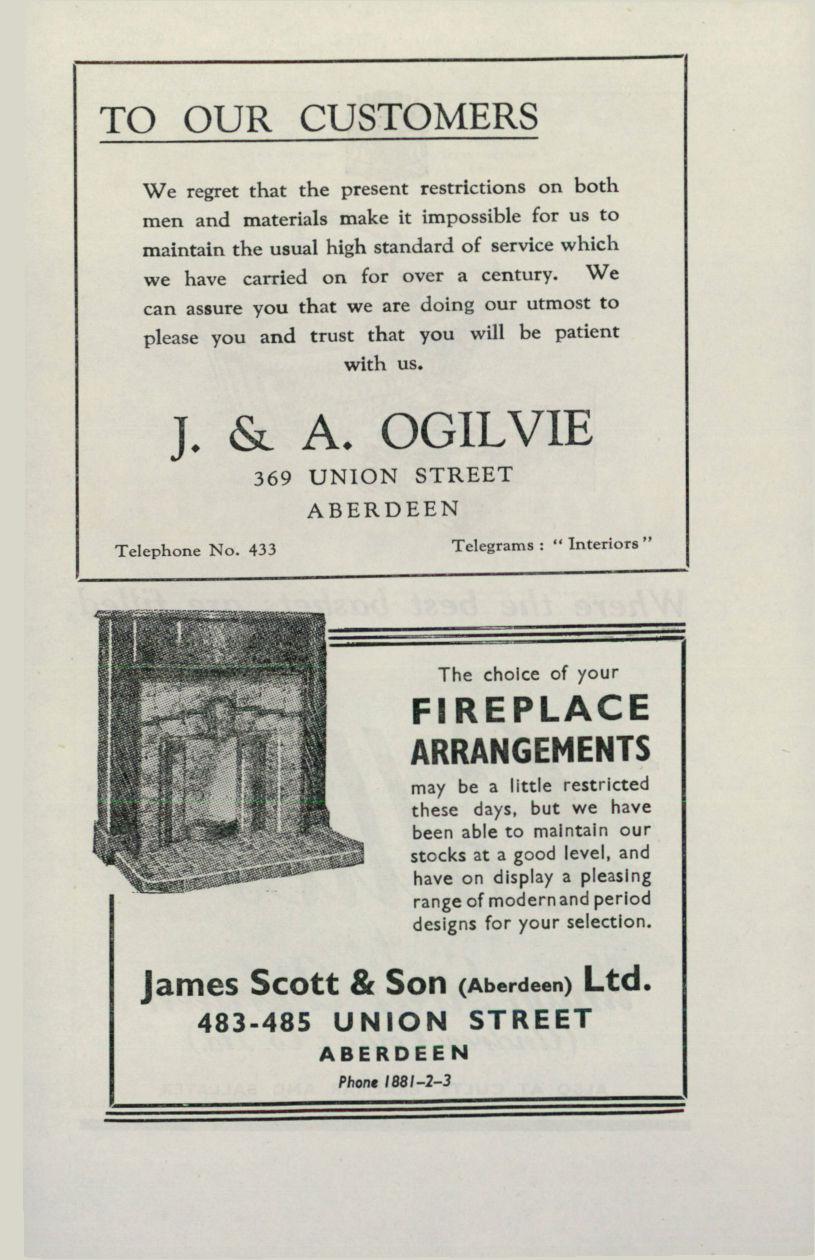 TO OUR CUSTOMERS
We regret that the present restrictions on both
men and materials make it impossible for us to
maintain the usual high standard of service which
we have carried on for over a century. We
can assure you that we are doing our utmost to
please you and trust that you will be patient
with us.
J. & A. OGILVIE
369 UNION STREET
ABERDEEN
Telephone No. 433 Telegrams : “ Interiors ”
The choice of your
FIREPLACE
ARRANGEMENTS
may be a little restricted
these days, but we have
been able to maintain our
stocks at a good level, and
have on display a pleasing
range of modern and period
designs for your selection.
James Scott & Son (Aberdeen) Ltd.
483-485 UNION STREET
ABERDEEN
Phone 1881-2-3